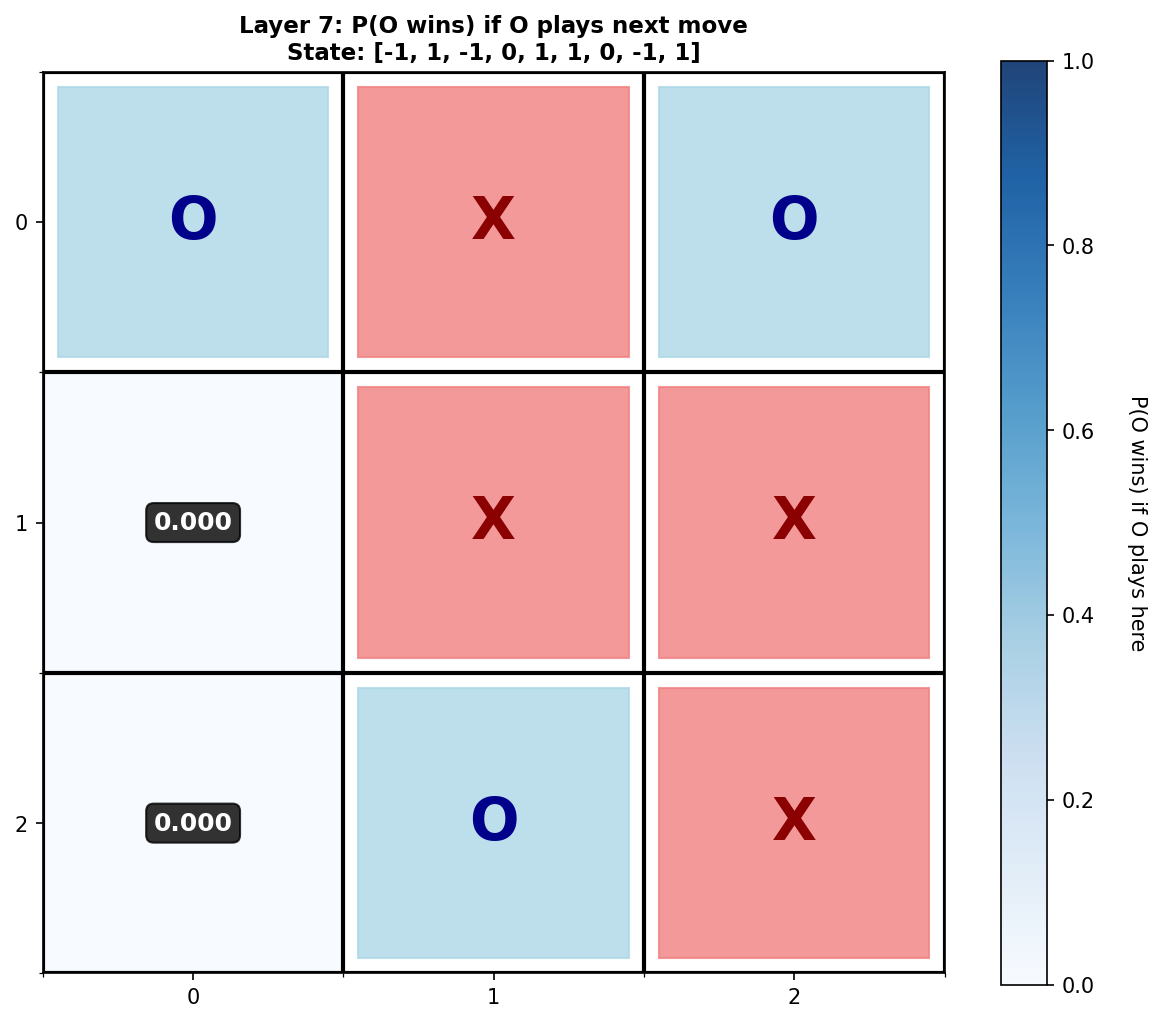 Layer 7: P(O wins) if O plays next move
State: [-1, 1, -1, 0, 1, 1, 0, -1, 1]
O X O
0
0.000 X X
1
0.000 O X
2
0 1 2
1.0
0.8
0.6
0.4
0.2
0.0
P(O wins) if O plays here